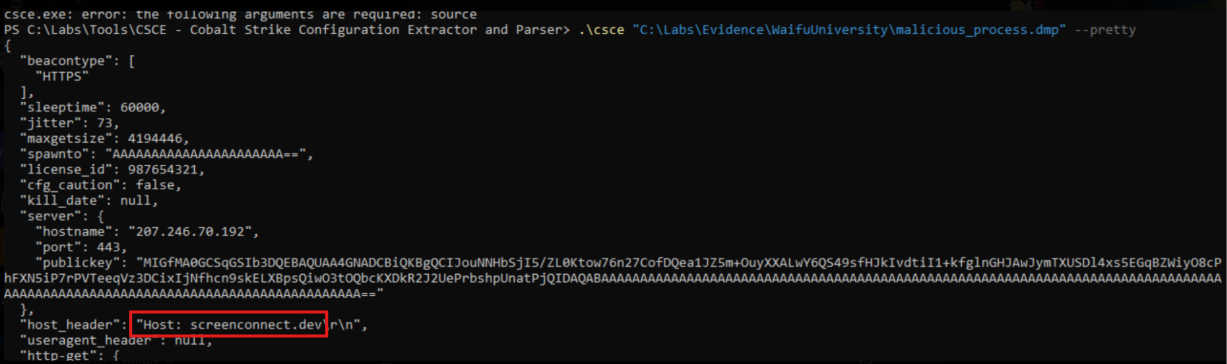 csce.exe: error: the following arguments are required: source
PS C:\Labs\Tools\CSCE - Cobalt Strike Configuration Extractor and Parser> .\csce "C:\Labs\Evidence\WaifuUniversity\malicious_process.dmp" --pretty
{
  "beacontype": [
    "HTTPS"
  ],
  "sleeptime": 60000,
  "jitter": 73,
  "maxgetsize": 4194446,
  "spawnto": "AAAAAAAAAAAAAAAAAAAAAA==",
  "license_id": 987654321,
  "cfg_caution": false,
  "kill_date": null,
  "server": {
    "hostname": "207.246.70.192",
    "port": 443,
    "publickey": "MIGfMA0GCSqGSIb3DQEBAQUAA4GNADCBiQKBgQCIJouNNHbSjI5/ZL0Ktow76n27CofDQea1JZ5m+OuyXXALwY6QS49sfHJkIvdtiI1+kfglnGHJAwJymTXUSDl4xs5EGqBZWiyO8cP
hFXN5iP7rPVTeeqVz3DCixIjNfhcn9skELXBpsQiwO3tOQbcKXDkR2J2UePrbshpUnatPjQIDAQABAAAAAAAAAAAAAAAAAAAAAAAAAAAAAAAAAAAAAAAAAAAAAAAAAAAAAAAAAAAAAAAAAAAAAAAAAAAA
AAAAAAAAAAAAAAAAAAAAAAAAAAAAAAAAAAAAAAAAAAAAAA=="
  },
  "host_header": "Host: screenconnect.dev\r\n",
  "useragent_header": null,
  "http-get": {